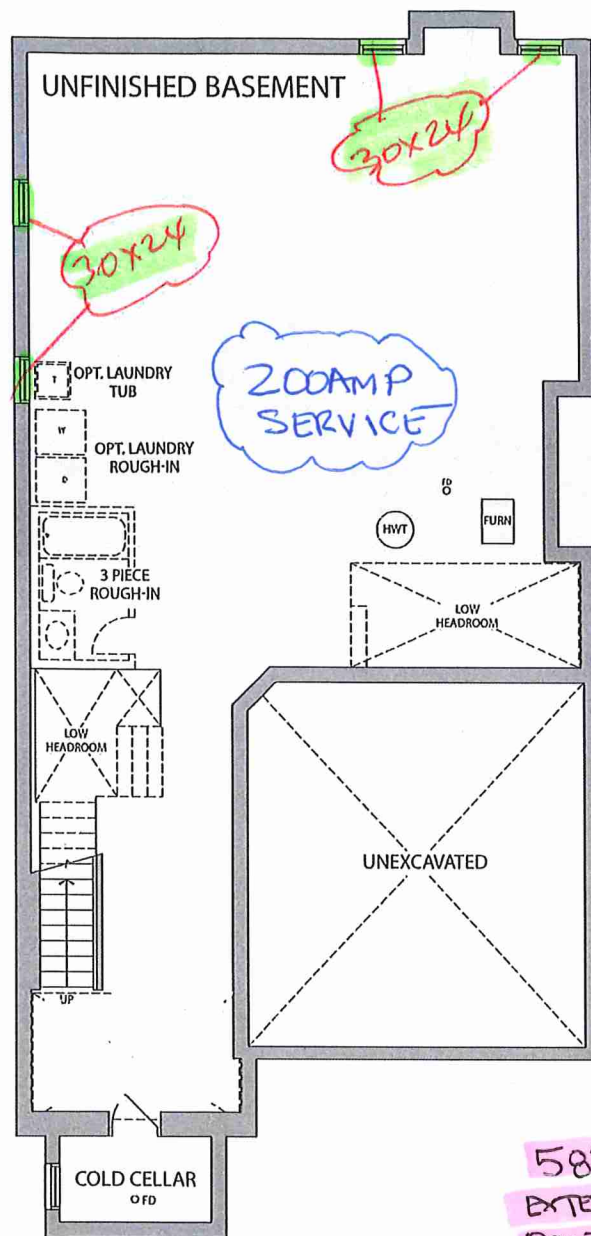 UNFINISHED BASEMENT
30X24
30X24
200AMP
SERVICE
T
OPT. LAUNDRY
TUB
W
OPT. LAUNDRY
ROUGH-IN
D
FD
HWT
FURN
3 PIECE
ROUGH-IN
LOW
HEADROOM
LOW
HEADROOM
UNEXCAVATED
UP
COLD CELLAR
FD